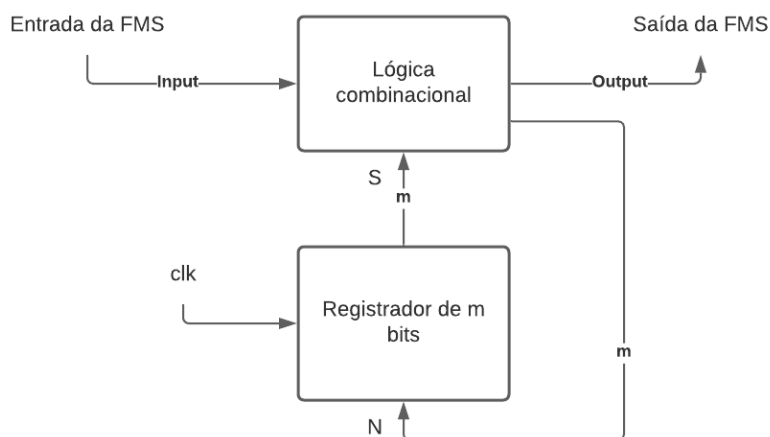 Entrada da FMS
Saída da FMS
Input
Lógica
combinacional
Output
S
m
clk
Registrador de m
bits
m
N